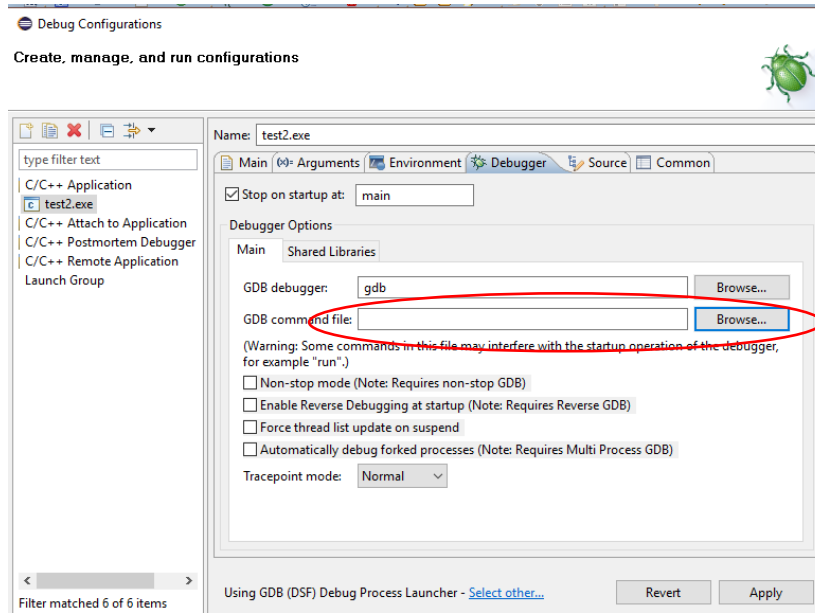 Debug Configurations
Create, manage, and run configurations
type filter text
C/C++ Application
test2.exe
C/C++ Attach to Application
C/C++ Postmortem Debugger
C/C++ Remote Application
Launch Group
Filter matched 6 of 6 items
Name: test2.exe
Main (x)= Arguments Environment Debugger Source Common
Stop on startup at: main
Debugger Options
Main Shared Libraries
GDB debugger: gdb Browse...
GDB command file: Browse...
(Warning: Some commands in this file may interfere with the startup operation of the debugger,
for example "run".)
Non-stop mode (Note: Requires non-stop GDB)
Enable Reverse Debugging at startup (Note: Requires Reverse GDB)
Force thread list update on suspend
Automatically debug forked processes (Note: Requires Multi Process GDB)
Tracepoint mode: Normal
Using GDB (DSF) Debug Process Launcher - Select other... Revert Apply